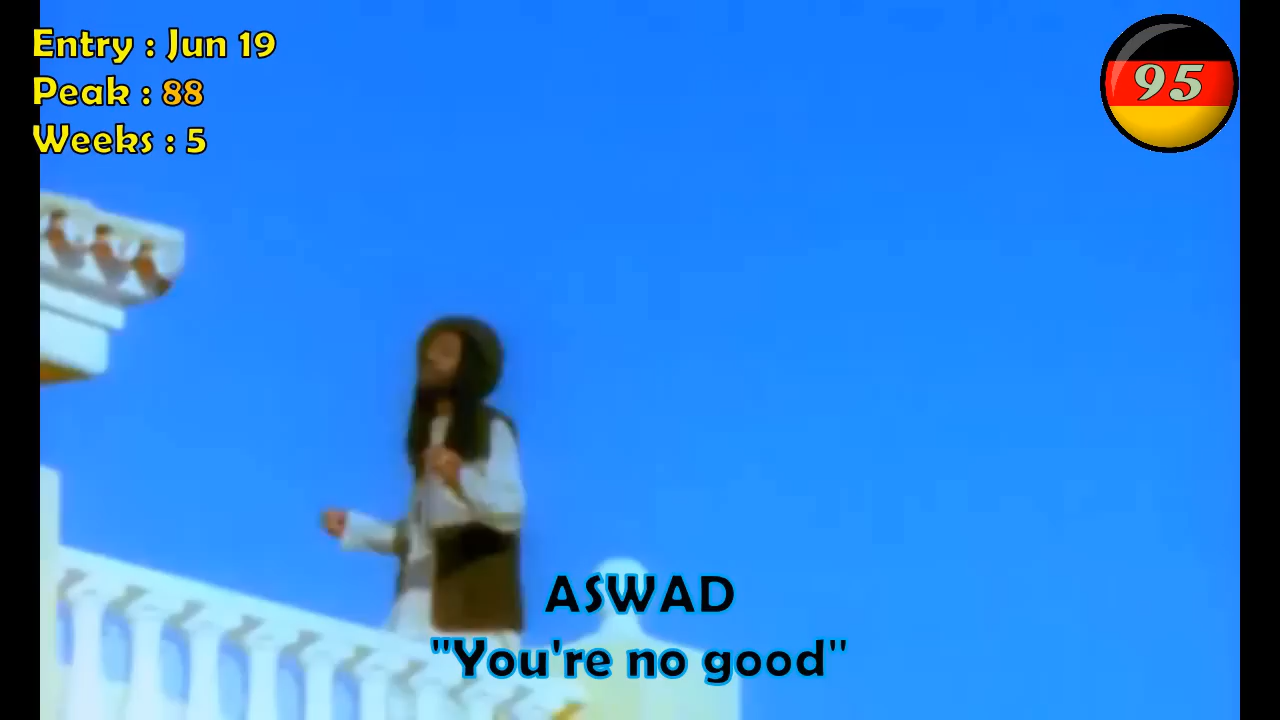 Entry : Jun 19
Peak : 88
Weeks : 5
95
ASWAD
"You're no good"